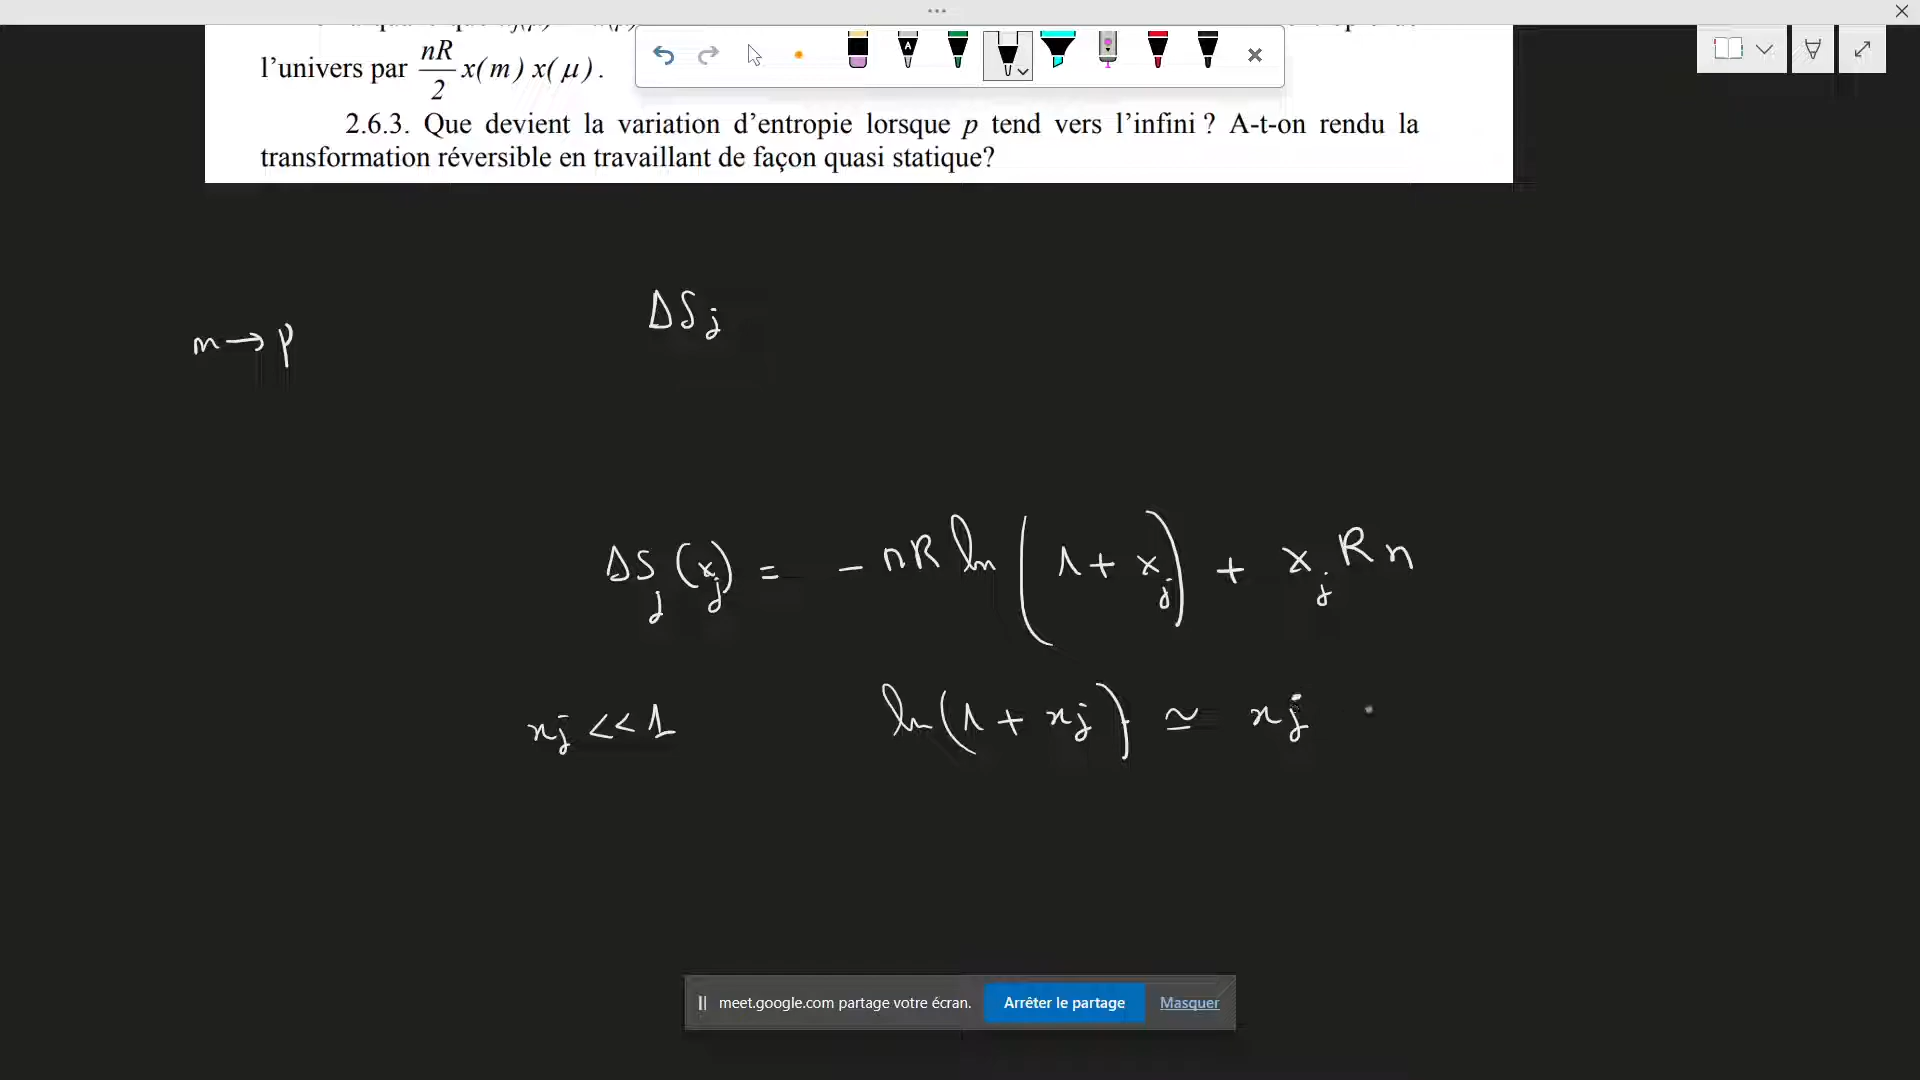 l'univers par nR/2 x(m) x(μ).
2.6.3. Que devient la variation d'entropie lorsque p tend vers l'infini ? A-t-on rendu la
transformation réversible en travaillant de façon quasi statique?
ΔSj
m → p
ΔSj (xj) = - nR ln (1 + xj) + xj R n
xj << 1 ln(1 + xj) ≃ xj
meet.google.com partage votre écran. Arrêter le partage Masquer